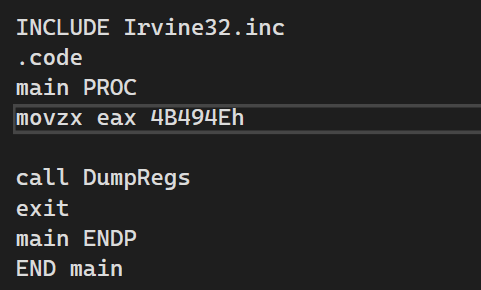 INCLUDE Irvine32.inc
.code
main PROC
movzx eax 4B494Eh
call DumpRegs
exit
main ENDP
END main